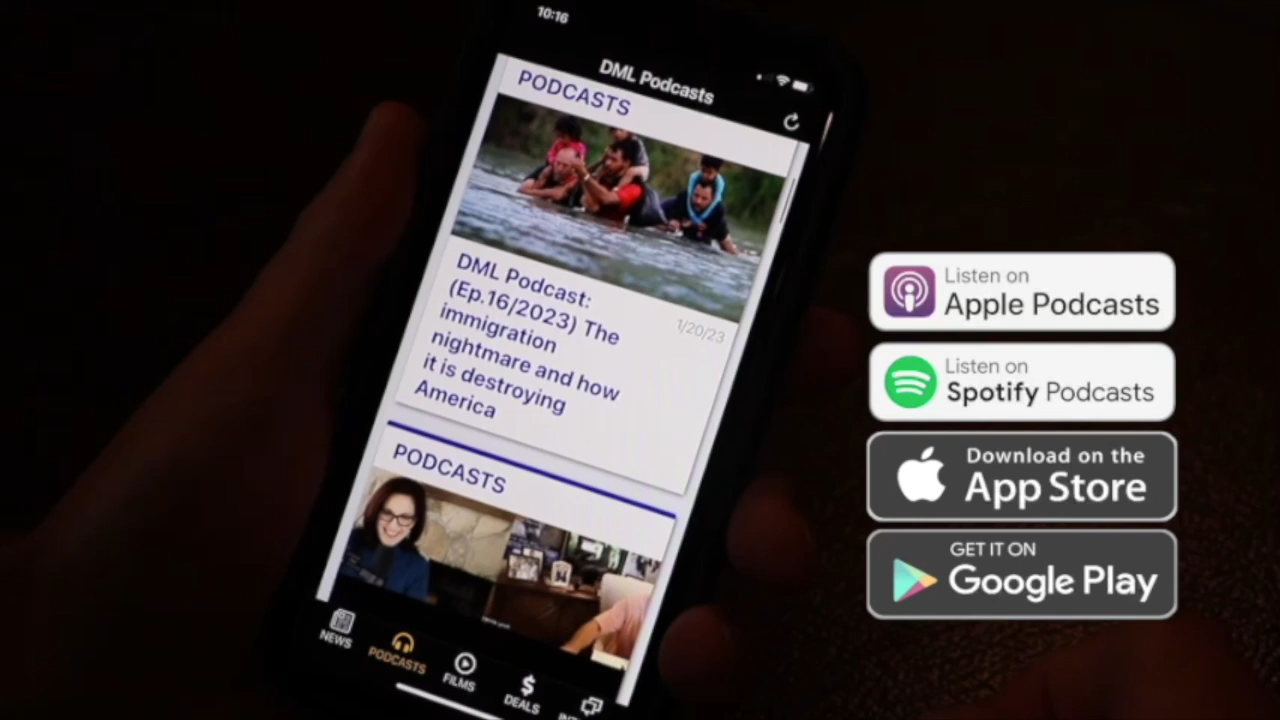 10:16
DML Podcasts
PODCASTS
DML Podcast:
(Ep.16/2023) The
immigration
nightmare and how
it is destroying
America
1/20/23
PODCASTS
NEWS
PODCASTS
FILMS
DEALS
Listen on
Apple Podcasts
Listen on
Spotify Podcasts
Download on the
App Store
GET IT ON
Google Play